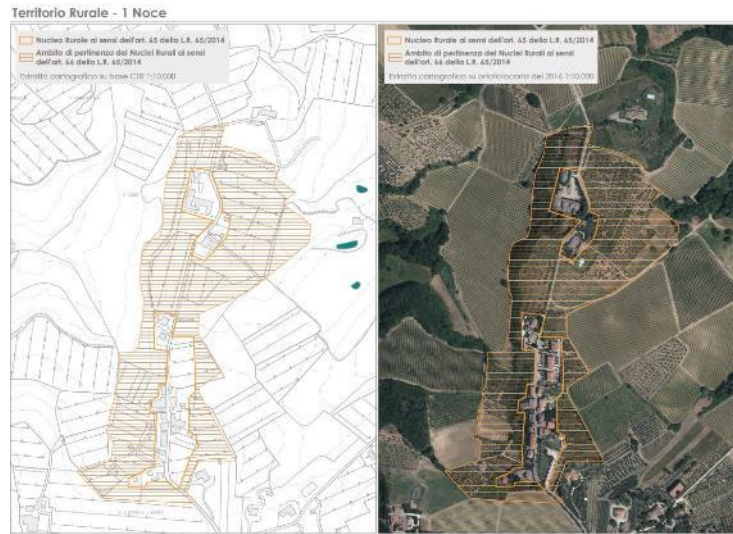 Territorio Rurale - 1 Noce
Nucleo Rurale ai sensi dell'art. 65 della L.R. 65/2014
Ambito di pertinenza dei Nuclei Rurali ai sensi
dell'art. 66 della L.R. 65/2014
Estratto cartografico su base CTR 1:10.000
Nucleo Rurale ai sensi dell'art. 65 della L.R. 65/2014
Ambito di pertinenza dei Nuclei Rurali ai sensi
dell'art. 66 della L.R. 65/2014
Estratto cartografico su ortofotocarta del 2016 1:10.000